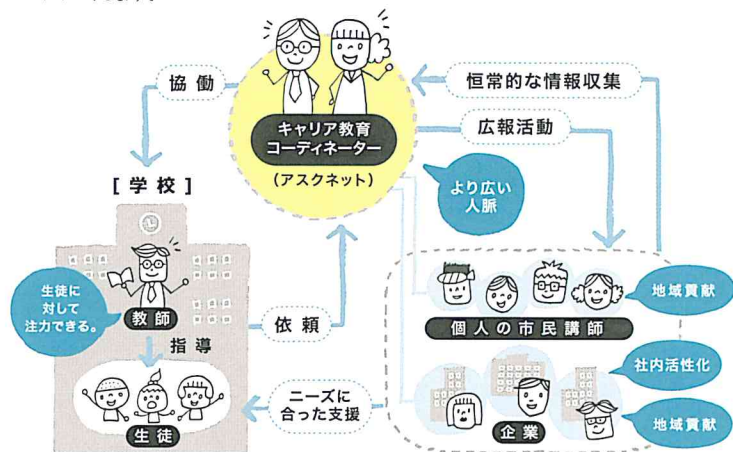 協働
キャリア教育
コーディネーター
(アスクネット)
恒常的な情報収集
広報活動
より広い
人脈
[学校]
生徒に
対して
注力できる。
教師
指導
生徒
依頼
ニーズに
合った支援
個人の市民講師
地域貢献
社内活性化
企業
地域貢献